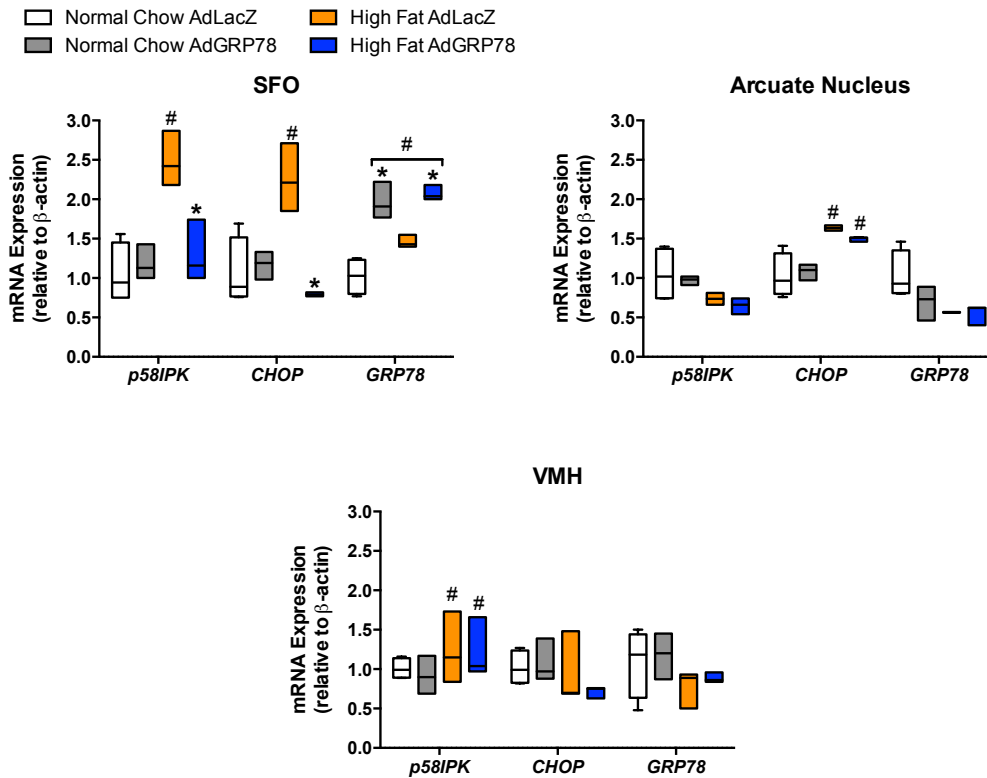 Normal Chow AdLacZ
High Fat AdLacZ
Normal Chow AdGRP78
High Fat AdGRP78
SFO
mRNA Expression
(relative to β-actin)
3.0
2.5
2.0
1.5
1.0
0.5
0.0
#
*
#
*
#
*
*
p58IPK
CHOP
GRP78
Arcuate Nucleus
mRNA Expression
(relative to β-actin)
3.0
2.5
2.0
1.5
1.0
0.5
0.0
# #
p58IPK
CHOP
GRP78
VMH
mRNA Expression
(relative to β-actin)
3.0
2.5
2.0
1.5
1.0
0.5
0.0
# #
p58IPK
CHOP
GRP78